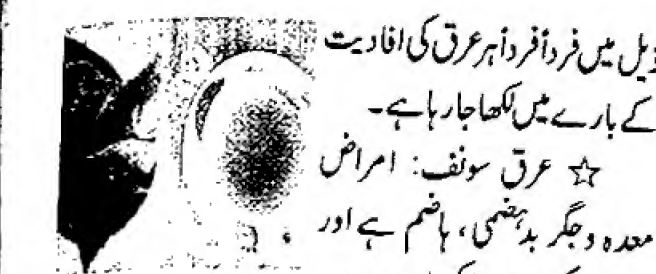 ذیل میں فرداً فرداً ہر عرق کی افادیت
کے بارے میں لکھا جا رہا ہے۔
☆ عرق سونف: امراض
معدہ و جگر بدہضمی، ہاضم ہے اور